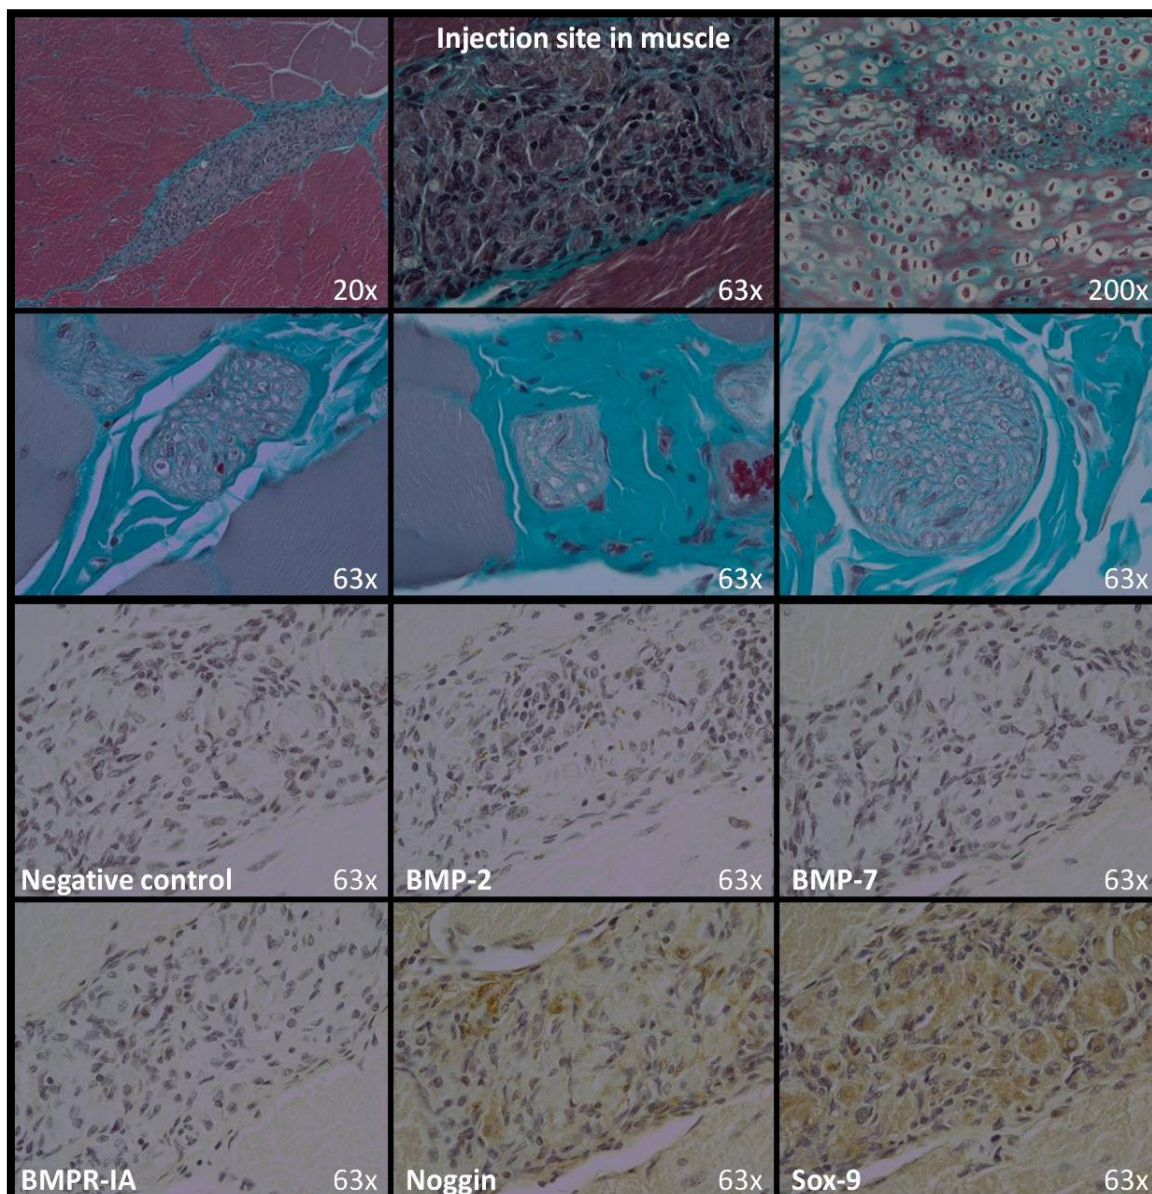 Injection site in muscle
20x
63x
200x
63x
63x
63x
Negative control
63x
BMP-2
63x
BMP-7
63x
BMPR-IA
63x
Noggin
63x
Sox-9
63x